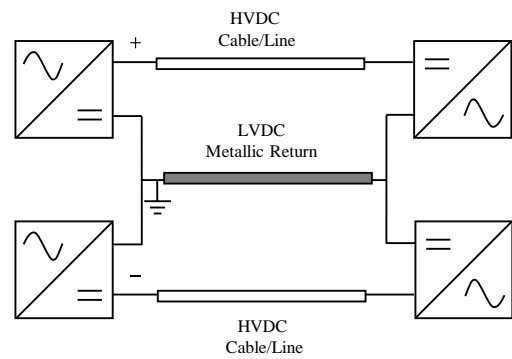 HVDC
Cable/Line
+
LVDC
Metallic Return
−
HVDC
Cable/Line